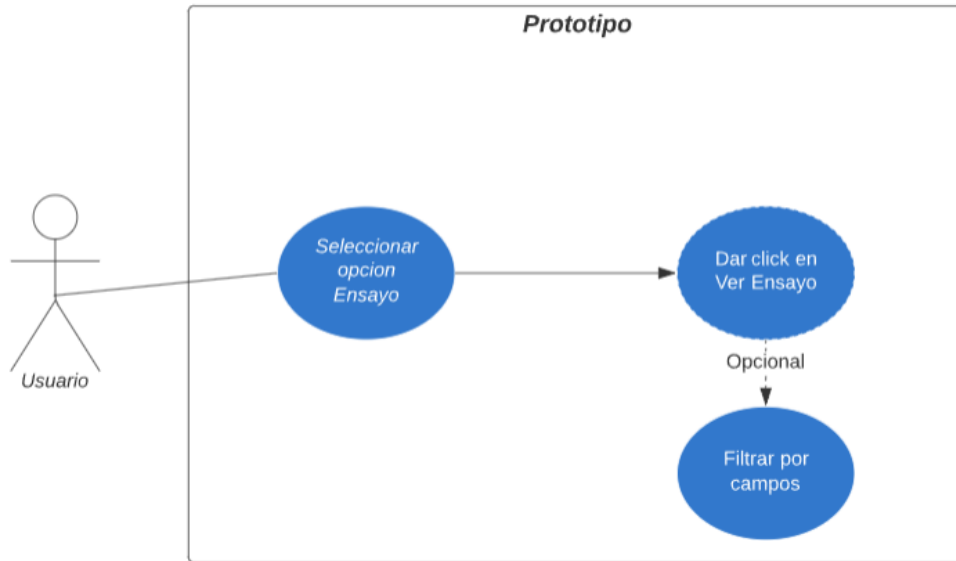 Prototipo
Seleccionar
opcion
Ensayo
Dar click en
Ver Ensayo
Opcional
Usuario
Filtrar por
campos